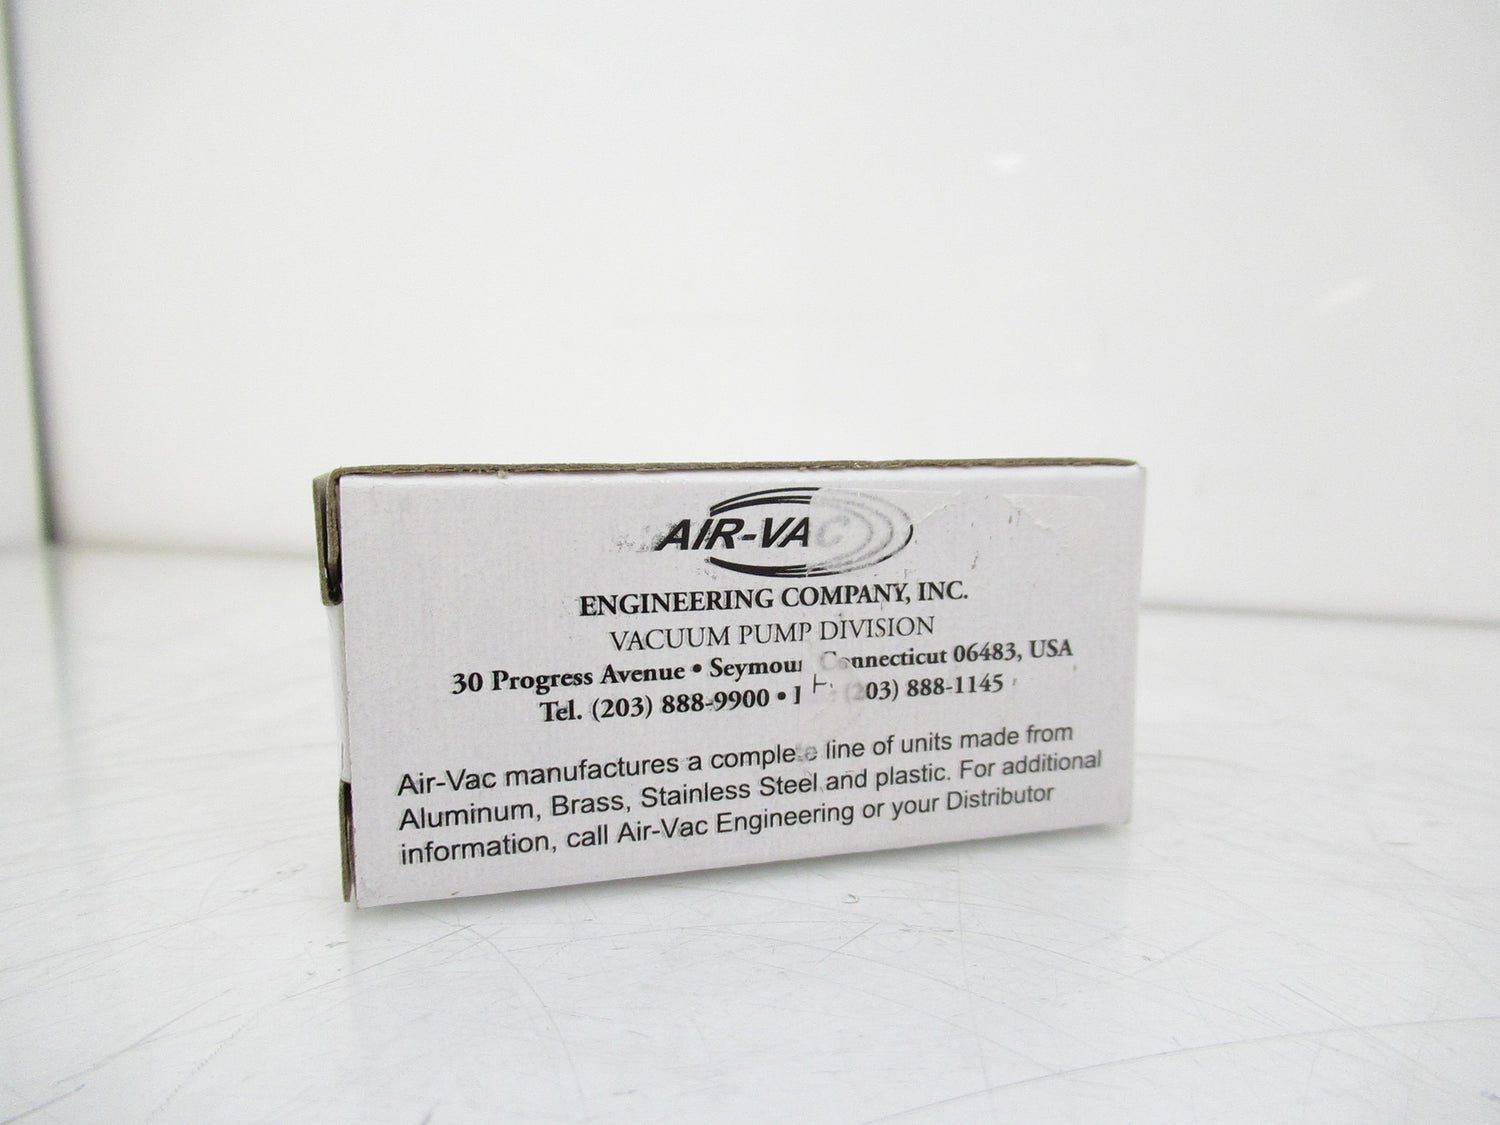 AIR-VAC
ENGINEERING COMPANY, INC.
VACUUM PUMP DIVISION
30 Progress Avenue • Seymour Connecticut 06483, USA
Tel. (203) 888-9900 • (203) 888-1145
Air-Vac manufactures a complete line of units made from
Aluminum, Brass, Stainless Steel and plastic. For additional
information, call Air-Vac Engineering or your Distributor